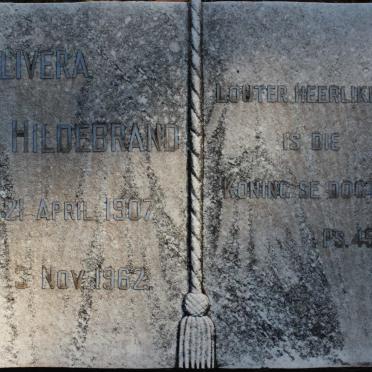 LIVERA
HILDEBRAND
21 APRIL 1907
3 NOV. 1962.
LOUTER HEERLIK
IS DIE
KONING SE DOG
PS. 45